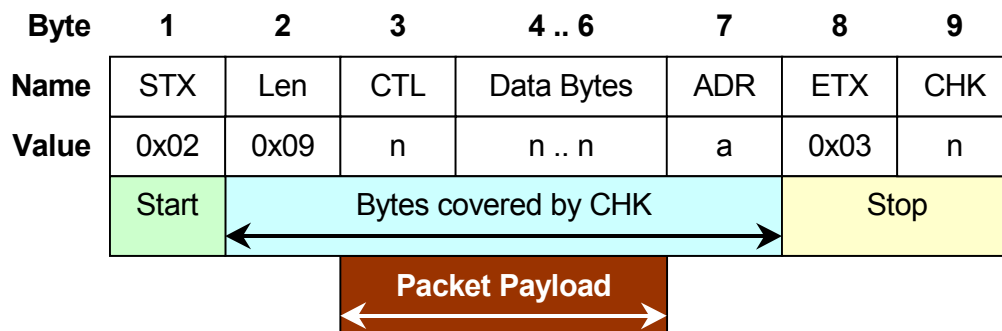 Byte 1 2 3 4 .. 6 7 8 9
Name STX Len CTL Data Bytes ADR ETX CHK
Value 0x02 0x09 n n .. n a 0x03 n
Start Bytes covered by CHK Stop
Packet Payload